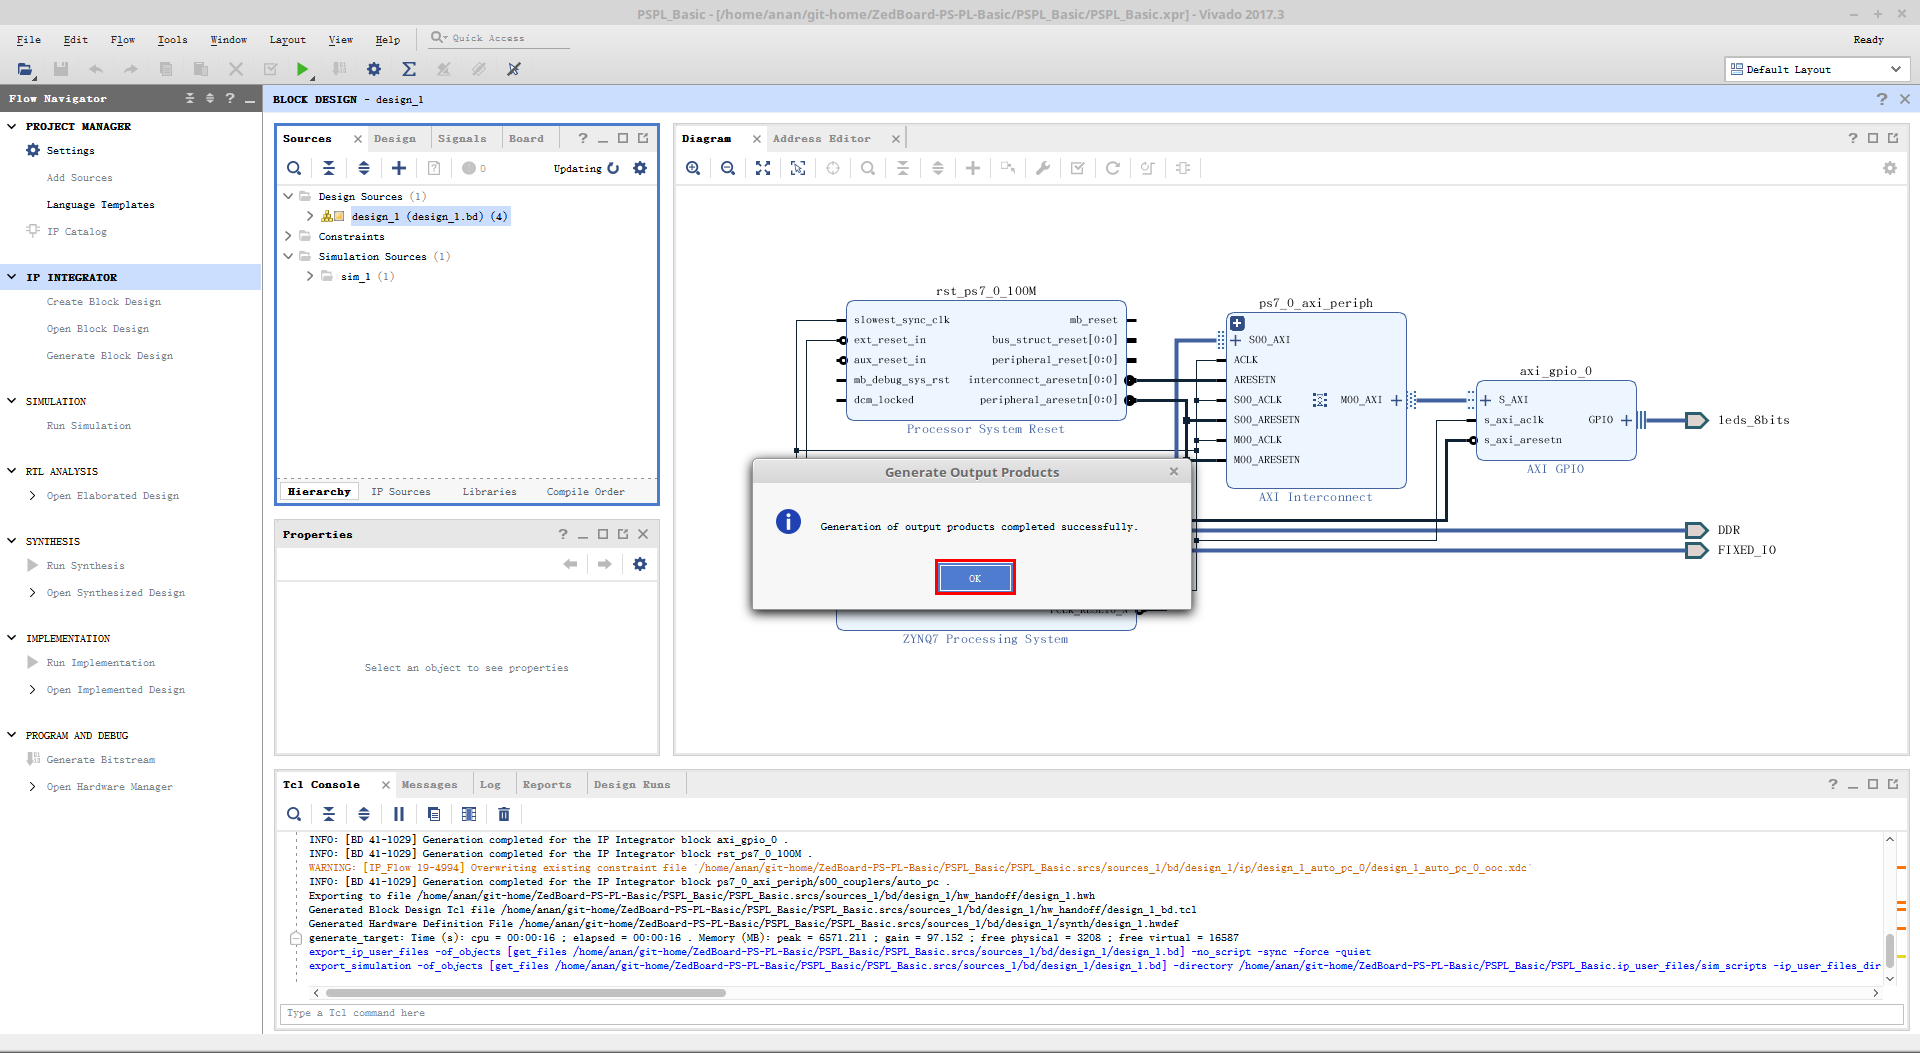 PSPL_Basic - [/home/anan/git-home/ZedBoard-PS-PL-Basic/PSPL_Basic/PSPL_Basic.xpr] - Vivado 2017.3
File Edit Flow Tools Window Layout View Help Quick Access
Ready
Default Layout
Flow Navigator
PROJECT MANAGER
Settings
Add Sources
Language Templates
IP Catalog
IP INTEGRATOR
Create Block Design
Open Block Design
Generate Block Design
SIMULATION
Run Simulation
RTL ANALYSIS
Open Elaborated Design
SYNTHESIS
Run Synthesis
Open Synthesized Design
IMPLEMENTATION
Run Implementation
Open Implemented Design
PROGRAM AND DEBUG
Generate Bitstream
Open Hardware Manager
BLOCK DESIGN - design_1
Sources Design Signals Board
0 Updating
Design Sources (1)
design_1 (design_1.bd) (4)
Constraints
Simulation Sources (1)
sim_1 (1)
Hierarchy IP Sources Libraries Compile Order
Properties
Select an object to see properties
Diagram Address Editor
rst_ps7_0_100M
slowest_sync_clk mb_reset
ext_reset_in bus_struct_reset[0:0]
aux_reset_in peripheral_reset[0:0]
mb_debug_sys_rst interconnect_aresetn[0:0]
dcm_locked peripheral_aresetn[0:0]
Processor System Reset
ps7_0_axi_periph
S00_AXI
ACLK
ARESETN
S00_ACLK M00_AXI
S00_ARESETN
M00_ACLK
M00_ARESETN
AXI Interconnect
axi_gpio_0
S_AXI
s_axi_aclk GPIO
s_axi_aresetn
AXI GPIO
leds_8bits
DDR
FIXED_IO
Generate Output Products
Generation of output products completed successfully.
OK
ZYNQ7 Processing System
Tcl Console Messages Log Reports Design Runs
INFO: [BD 41-1029] Generation completed for the IP Integrator block axi_gpio_0 .
INFO: [BD 41-1029] Generation completed for the IP Integrator block rst_ps7_0_100M .
WARNING: [IP_Flow 19-4994] Overwriting existing constraint file '/home/anan/git-home/ZedBoard-PS-PL-Basic/PSPL_Basic/PSPL_Basic.srcs/sources_1/bd/design_1/ip/design_1_auto_pc_0/design_1_auto_pc_0_ooc.xdc'
INFO: [BD 41-1029] Generation completed for the IP Integrator block ps7_0_axi_periph/s00_couplers/auto_pc .
Exporting to file /home/anan/git-home/ZedBoard-PS-PL-Basic/PSPL_Basic/PSPL_Basic.srcs/sources_1/bd/design_1/hw_handoff/design_1.hwh
Generated Block Design Tcl file /home/anan/git-home/ZedBoard-PS-PL-Basic/PSPL_Basic/PSPL_Basic.srcs/sources_1/bd/design_1/hw_handoff/design_1_bd.tcl
Generated Hardware Definition File /home/anan/git-home/ZedBoard-PS-PL-Basic/PSPL_Basic/PSPL_Basic.srcs/sources_1/bd/design_1/synth/design_1.hwdef
generate_target: Time (s): cpu = 00:00:16 ; elapsed = 00:00:16 . Memory (MB): peak = 6571.211 ; gain = 97.152 ; free physical = 3208 ; free virtual = 16587
export_ip_user_files -of_objects [get_files /home/anan/git-home/ZedBoard-PS-PL-Basic/PSPL_Basic/PSPL_Basic.srcs/sources_1/bd/design_1/design_1.bd] -no_script -sync -force -quiet
export_simulation -of_objects [get_files /home/anan/git-home/ZedBoard-PS-PL-Basic/PSPL_Basic/PSPL_Basic.srcs/sources_1/bd/design_1/design_1.bd] -directory /home/anan/git-home/ZedBoard-PS-PL-Basic/PSPL_Basic/PSPL_Basic.ip_user_files/sim_scripts -ip_user_files_dir
Type a Tcl command here